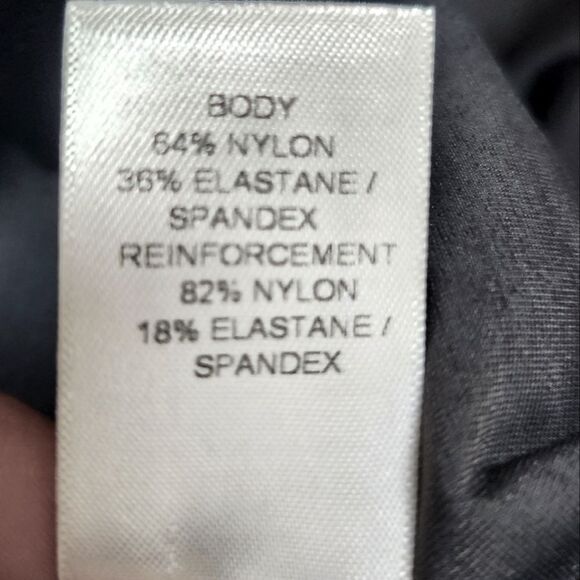 BODY
64% NYLON
36% ELASTANE /
SPANDEX
REINFORCEMENT
82% NYLON
18% ELASTANE /
SPANDEX